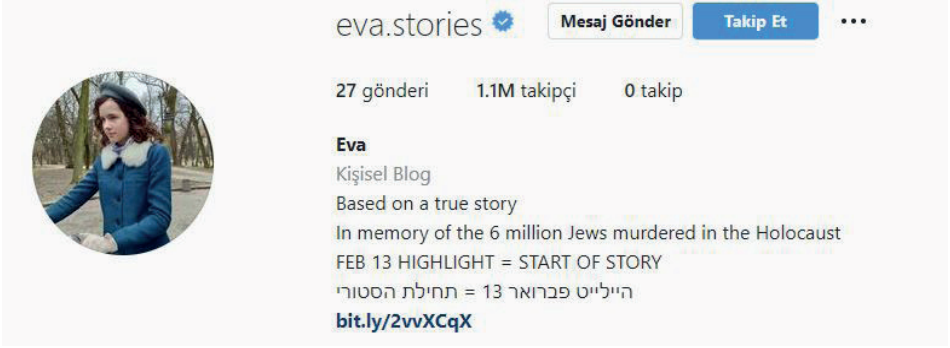 eva.stories Mesaj Gönder Takip Et
27 gönderi 1.1M takipçi 0 takip
Eva
Kişisel Blog
Based on a true story
In memory of the 6 million Jews murdered in the Holocaust
FEB 13 HIGHLIGHT = START OF STORY
היילייט פברואר 13 = תחילת הסטורי
bit.ly/2vvXCqX